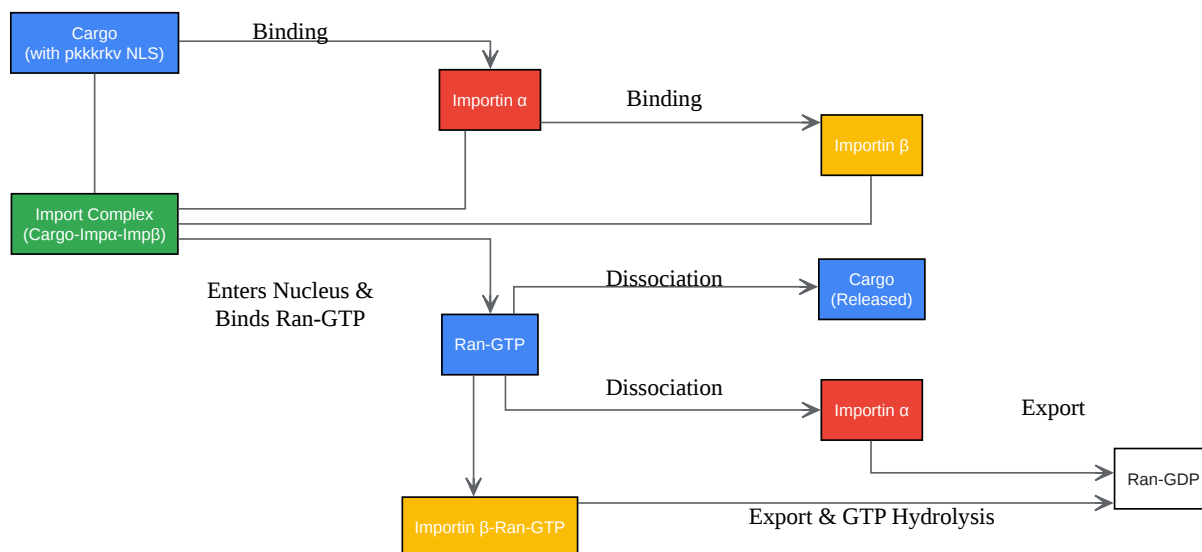 Cargo
(with pkkkrkv NLS)
Binding
Importin α
Binding
Importin β
Import Complex
(Cargo-Impα-Impβ)
Enters Nucleus &
Binds Ran-GTP
Dissociation
Cargo
(Released)
Ran-GTP
Dissociation
Importin α
Export
Ran-GDP
Importin β-Ran-GTP
Export & GTP Hydrolysis